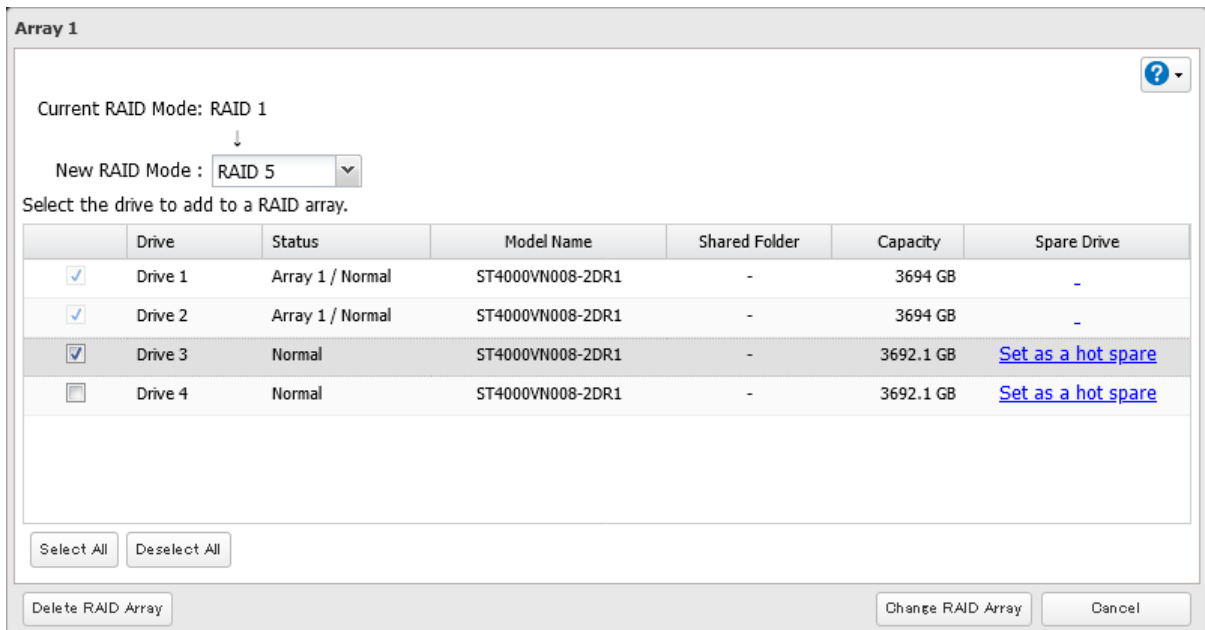 Array 1
?
Current RAID Mode: RAID 1
↓
New RAID Mode : RAID 5
Select the drive to add to a RAID array.
Drive Status Model Name Shared Folder Capacity Spare Drive
Drive 1 Array 1 / Normal ST4000VN008-2DR1 - 3694 GB -
Drive 2 Array 1 / Normal ST4000VN008-2DR1 - 3694 GB -
Drive 3 Normal ST4000VN008-2DR1 - 3692.1 GB Set as a hot spare
Drive 4 Normal ST4000VN008-2DR1 - 3692.1 GB Set as a hot spare
Select All Deselect All
Delete RAID Array Change RAID Array Cancel